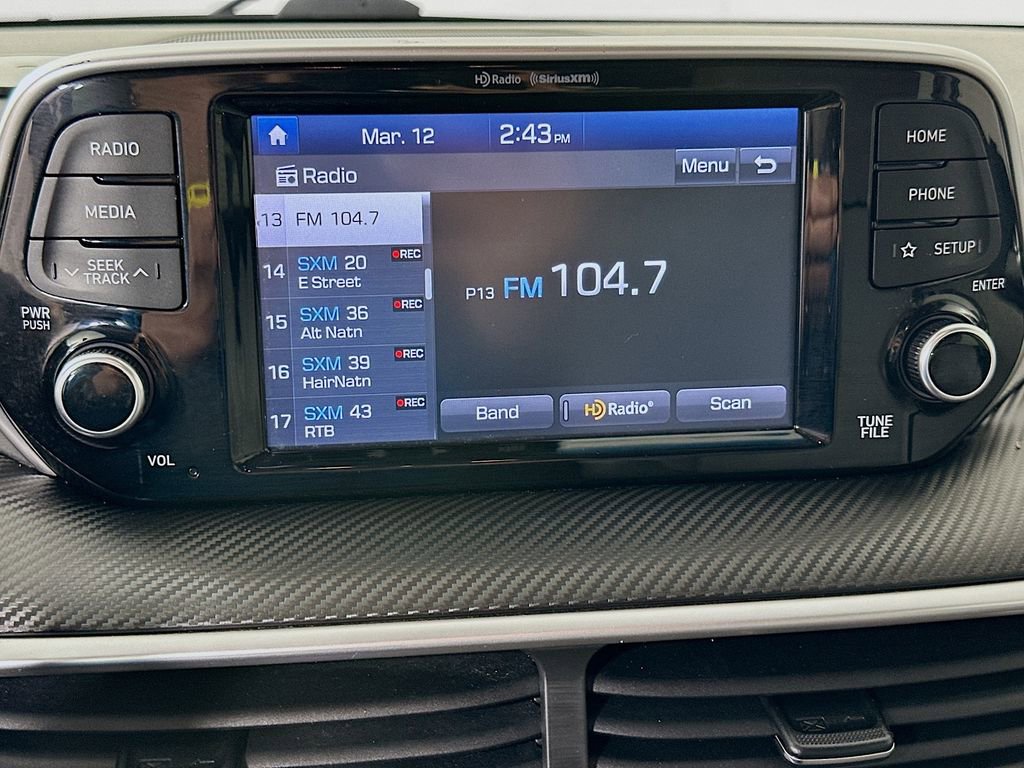 HD Radio ((SiriusXM))
RADIO
MEDIA
SEEK
TRACK
PWR
PUSH
VOL
Mar. 12 2:43 PM
Radio
Menu
13 FM 104.7
14 SXM 20 REC
E Street
15 SXM 36 REC
Alt Natn
16 SXM 39 REC
HairNatn
17 SXM 43 REC
RTB
P13 FM 104.7
Band
HD Radio®
Scan
HOME
PHONE
SETUP
ENTER
TUNE
FILE